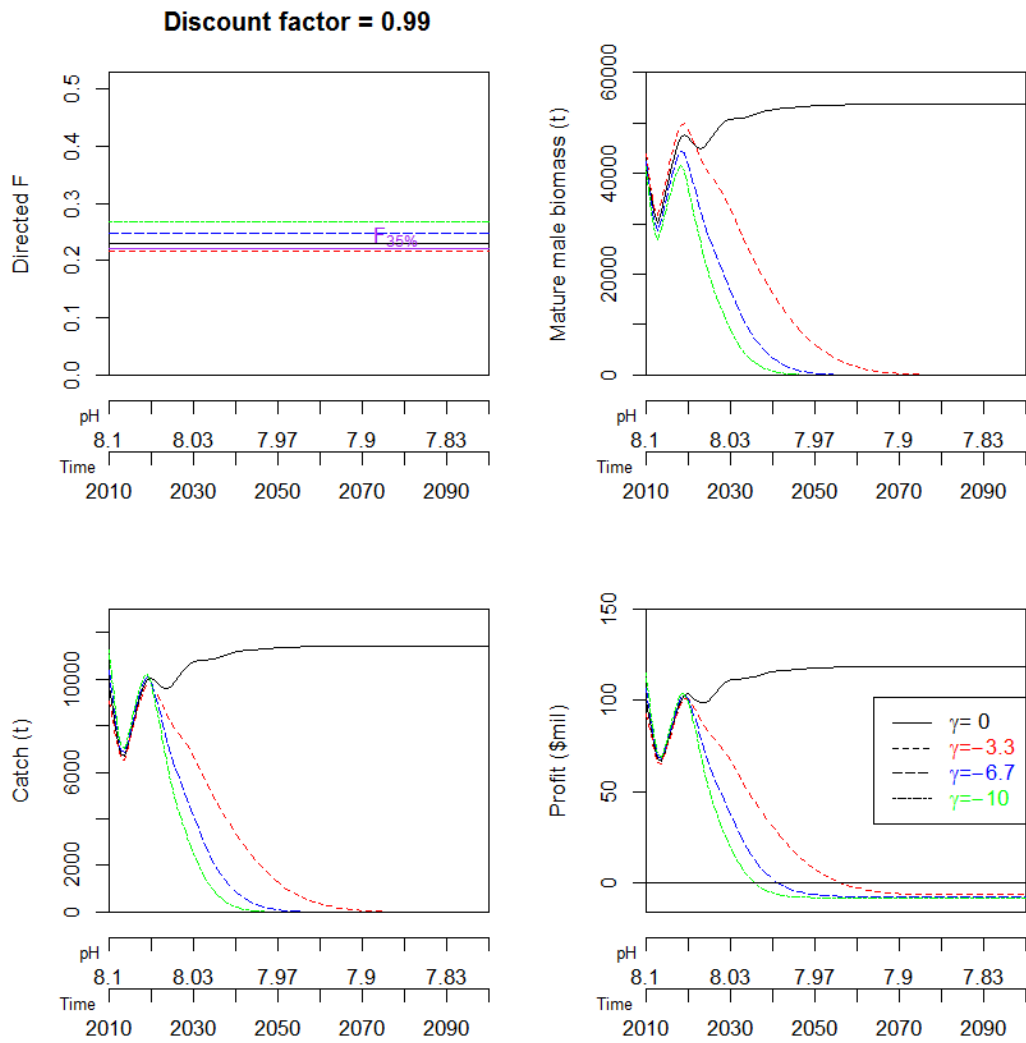 Discount factor = 0.99
Directed F
0.0 0.1 0.2 0.3 0.4 0.5
F35%
pH
8.1 8.03 7.97 7.9 7.83
Time
2010 2030 2050 2070 2090
Mature male biomass (t)
0 20000 40000 60000
pH
8.1 8.03 7.97 7.9 7.83
Time
2010 2030 2050 2070 2090
Catch (t)
0 2000 6000 10000
pH
8.1 8.03 7.97 7.9 7.83
Time
2010 2030 2050 2070 2090
Profit ($mil)
0 50 100 150
γ= 0
γ=−3.3
γ=−6.7
γ=−10
pH
8.1 8.03 7.97 7.9 7.83
Time
2010 2030 2050 2070 2090